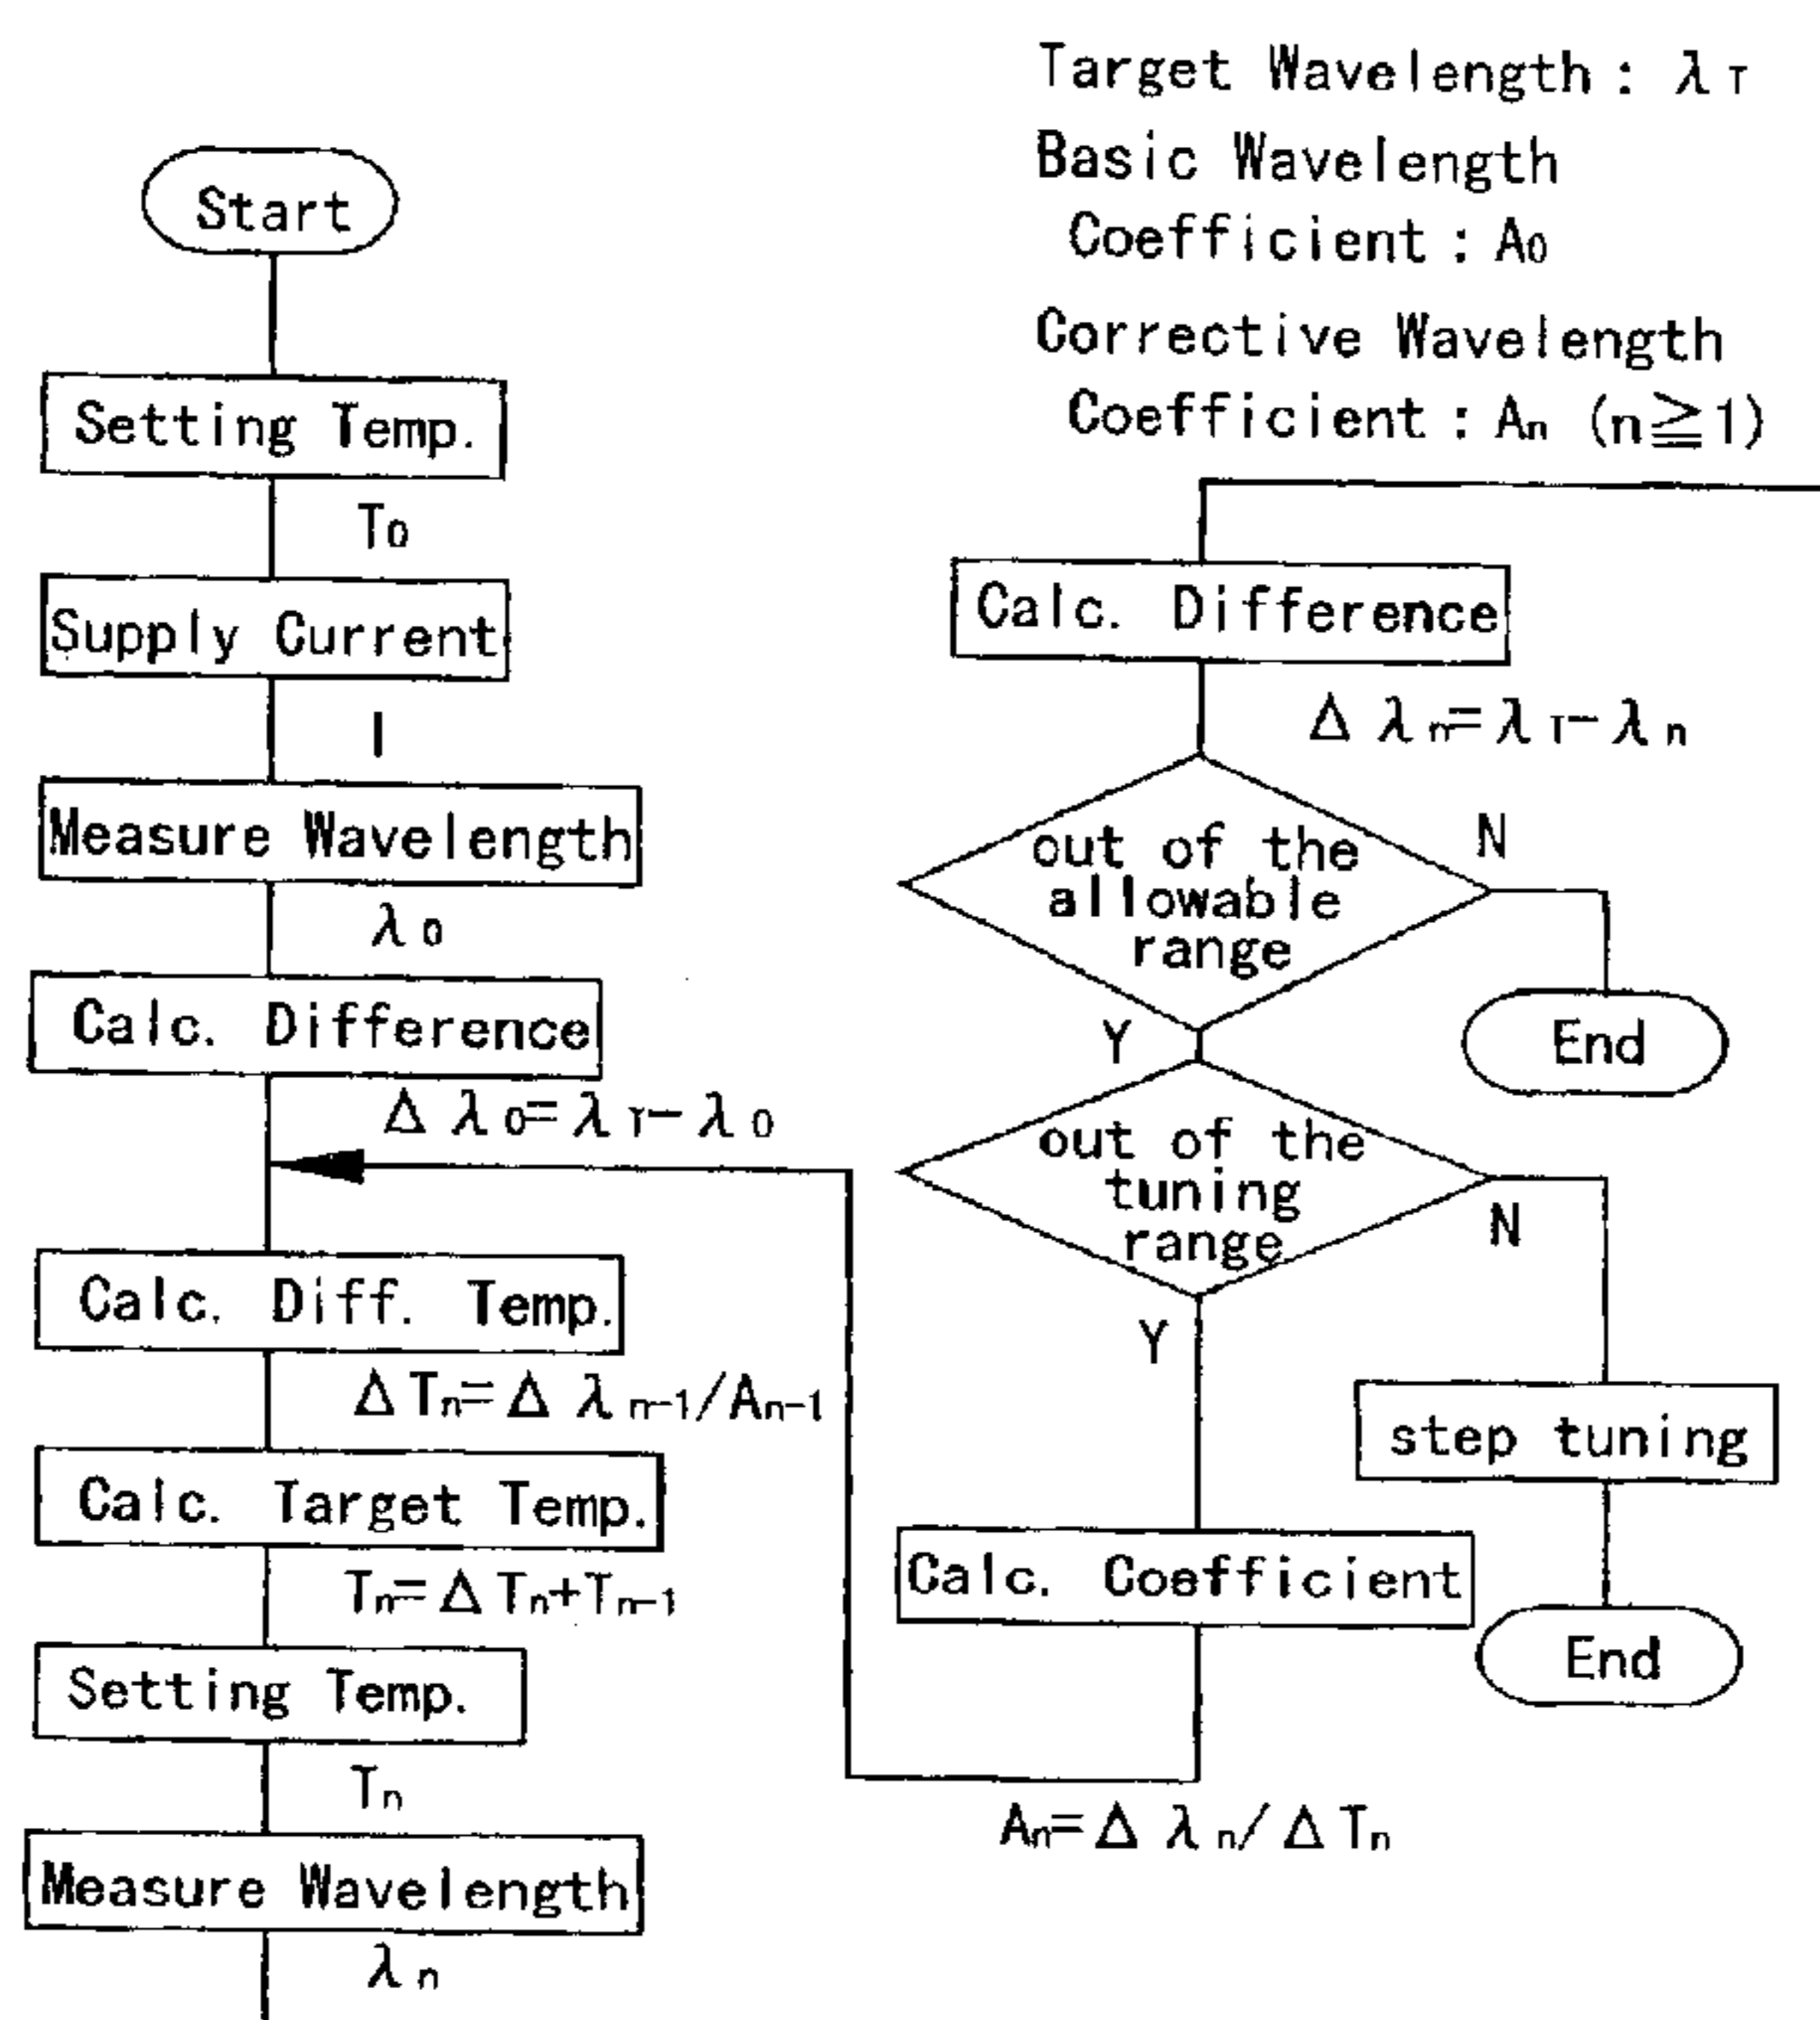 Target Wavelength : λT
Basic Wavelength
Coefficient : A0
Corrective Wavelength
Coefficient : An (n≧1)
Start
Setting Temp.
T0
Supply Current
I
Measure Wavelength
λ0
Calc. Difference
Δλ0=λT-λ0
Calc. Diff. Temp.
ΔTn=Δλn-1/An-1
Calc. Target Temp.
Tn=ΔTn+Tn-1
Setting Temp.
Tn
Measure Wavelength
λn
Calc. Difference
Δλn=λT-λn
out of the
allowable
range
N
End
Y
out of the
tuning
range
N
step tuning
End
Y
Calc. Coefficient
An=Δλn/ΔTn